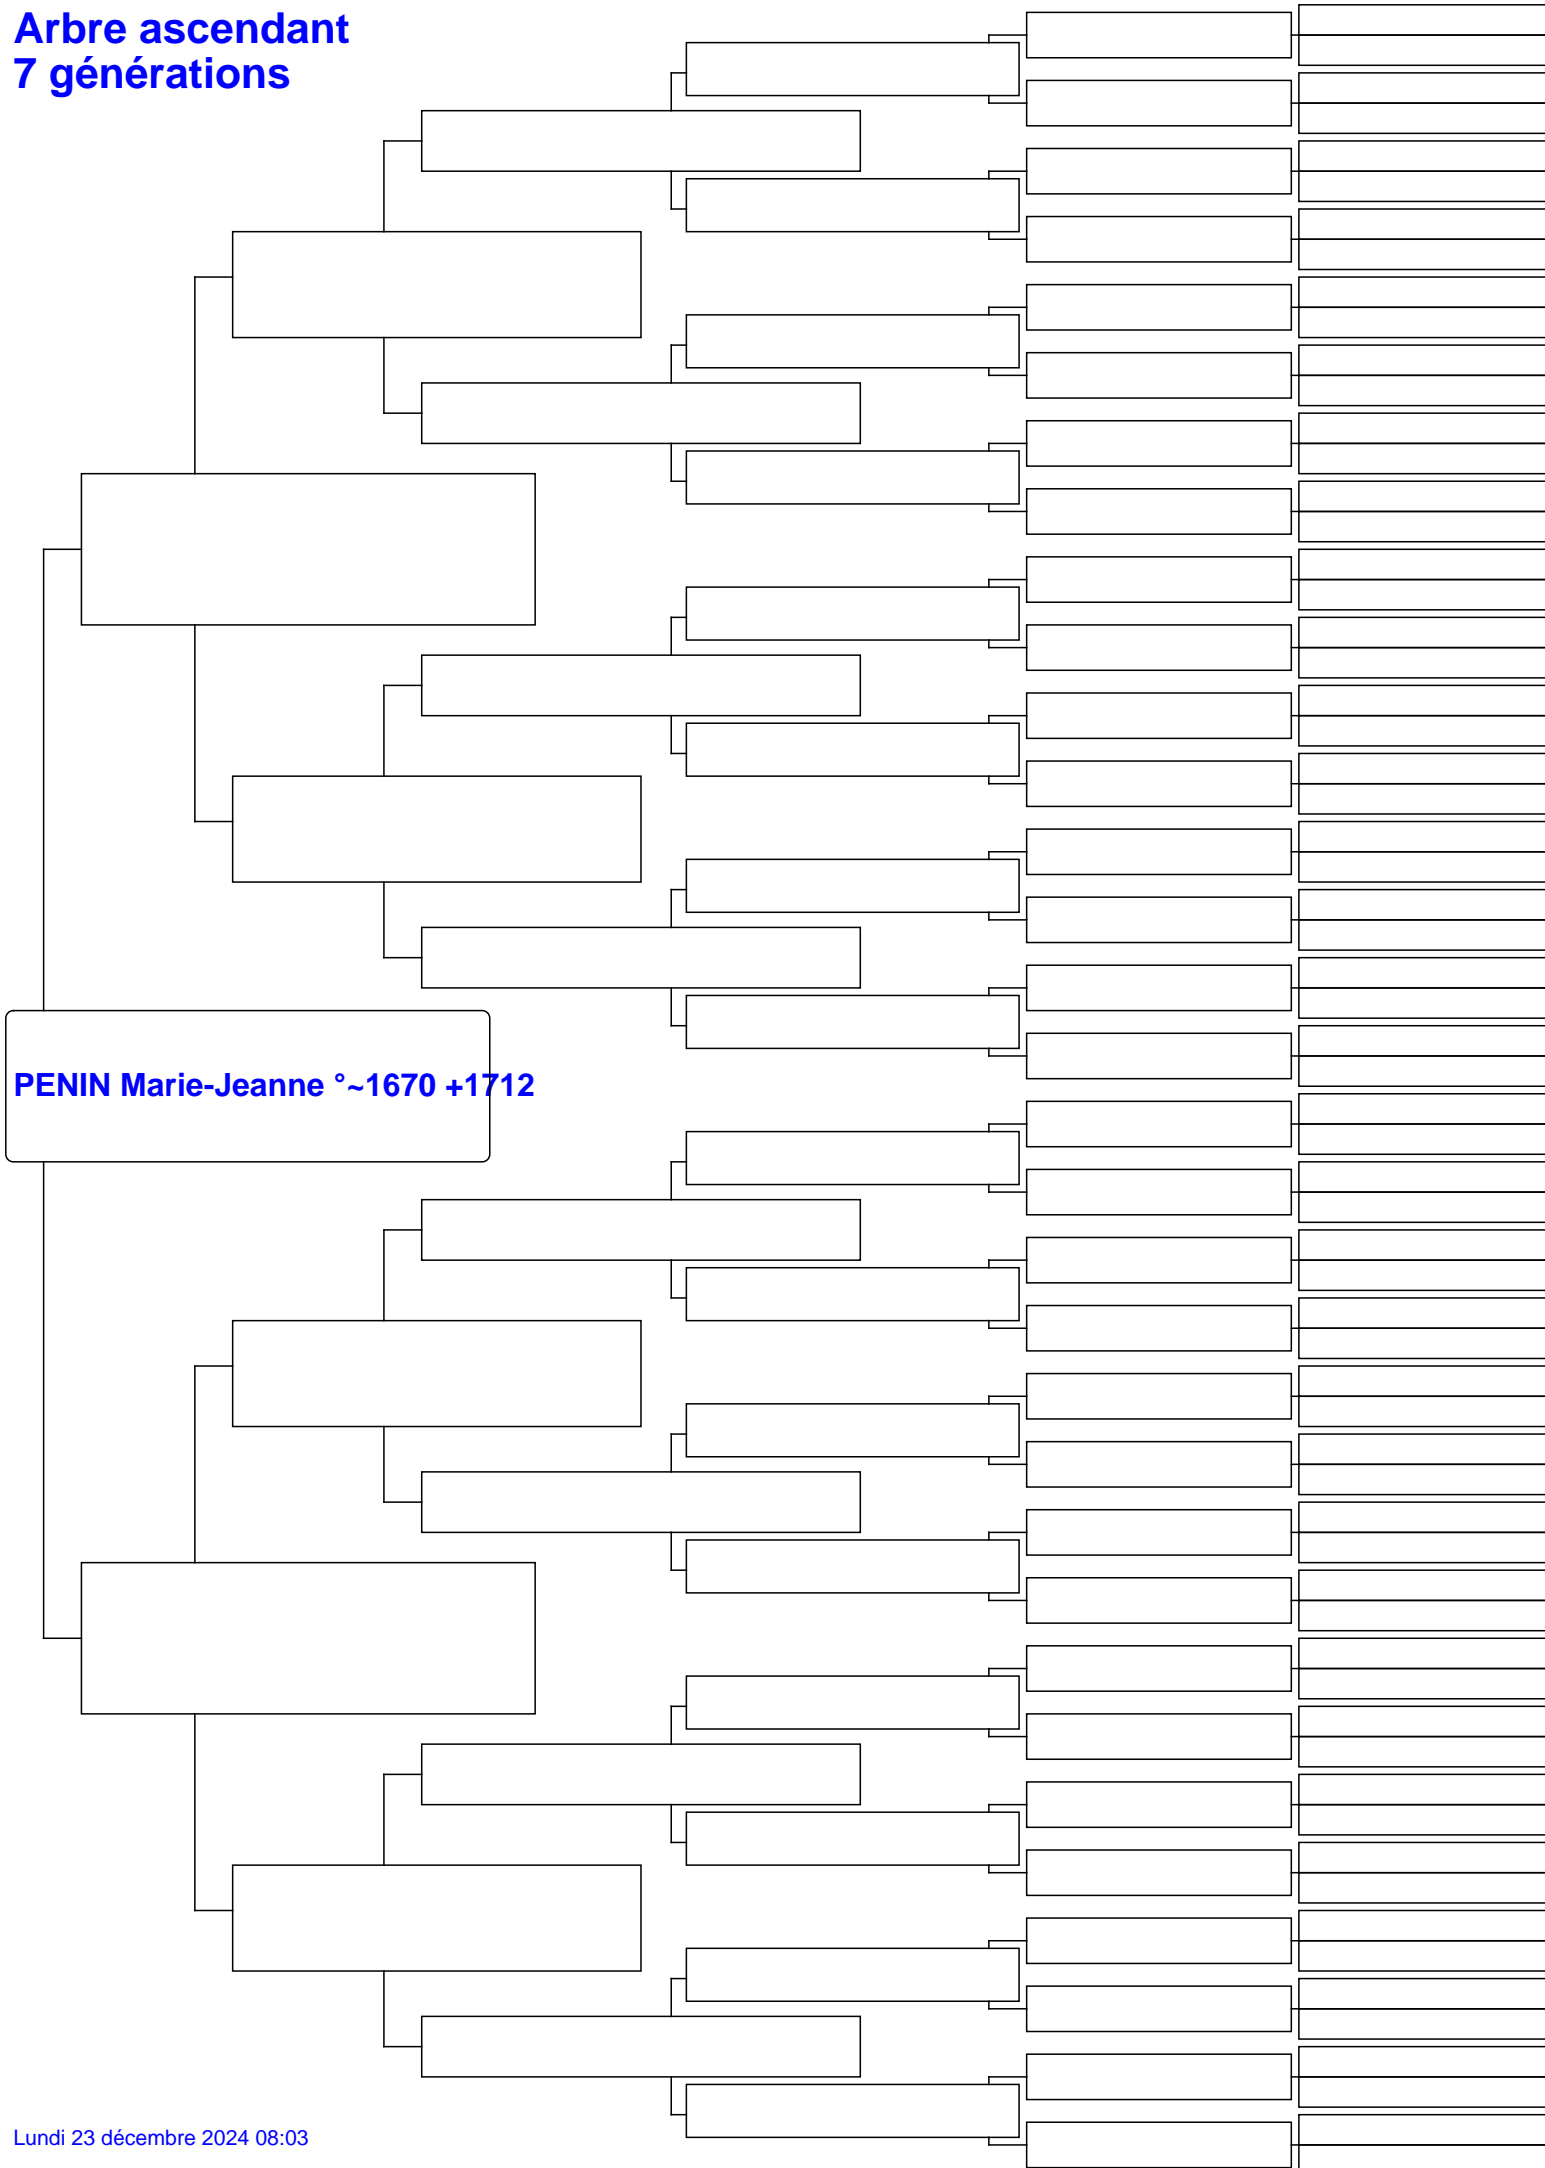 Arbre ascendant
7 générations
PENIN Marie-Jeanne °~1670 +1712
Lundi 23 décembre 2024 08:03